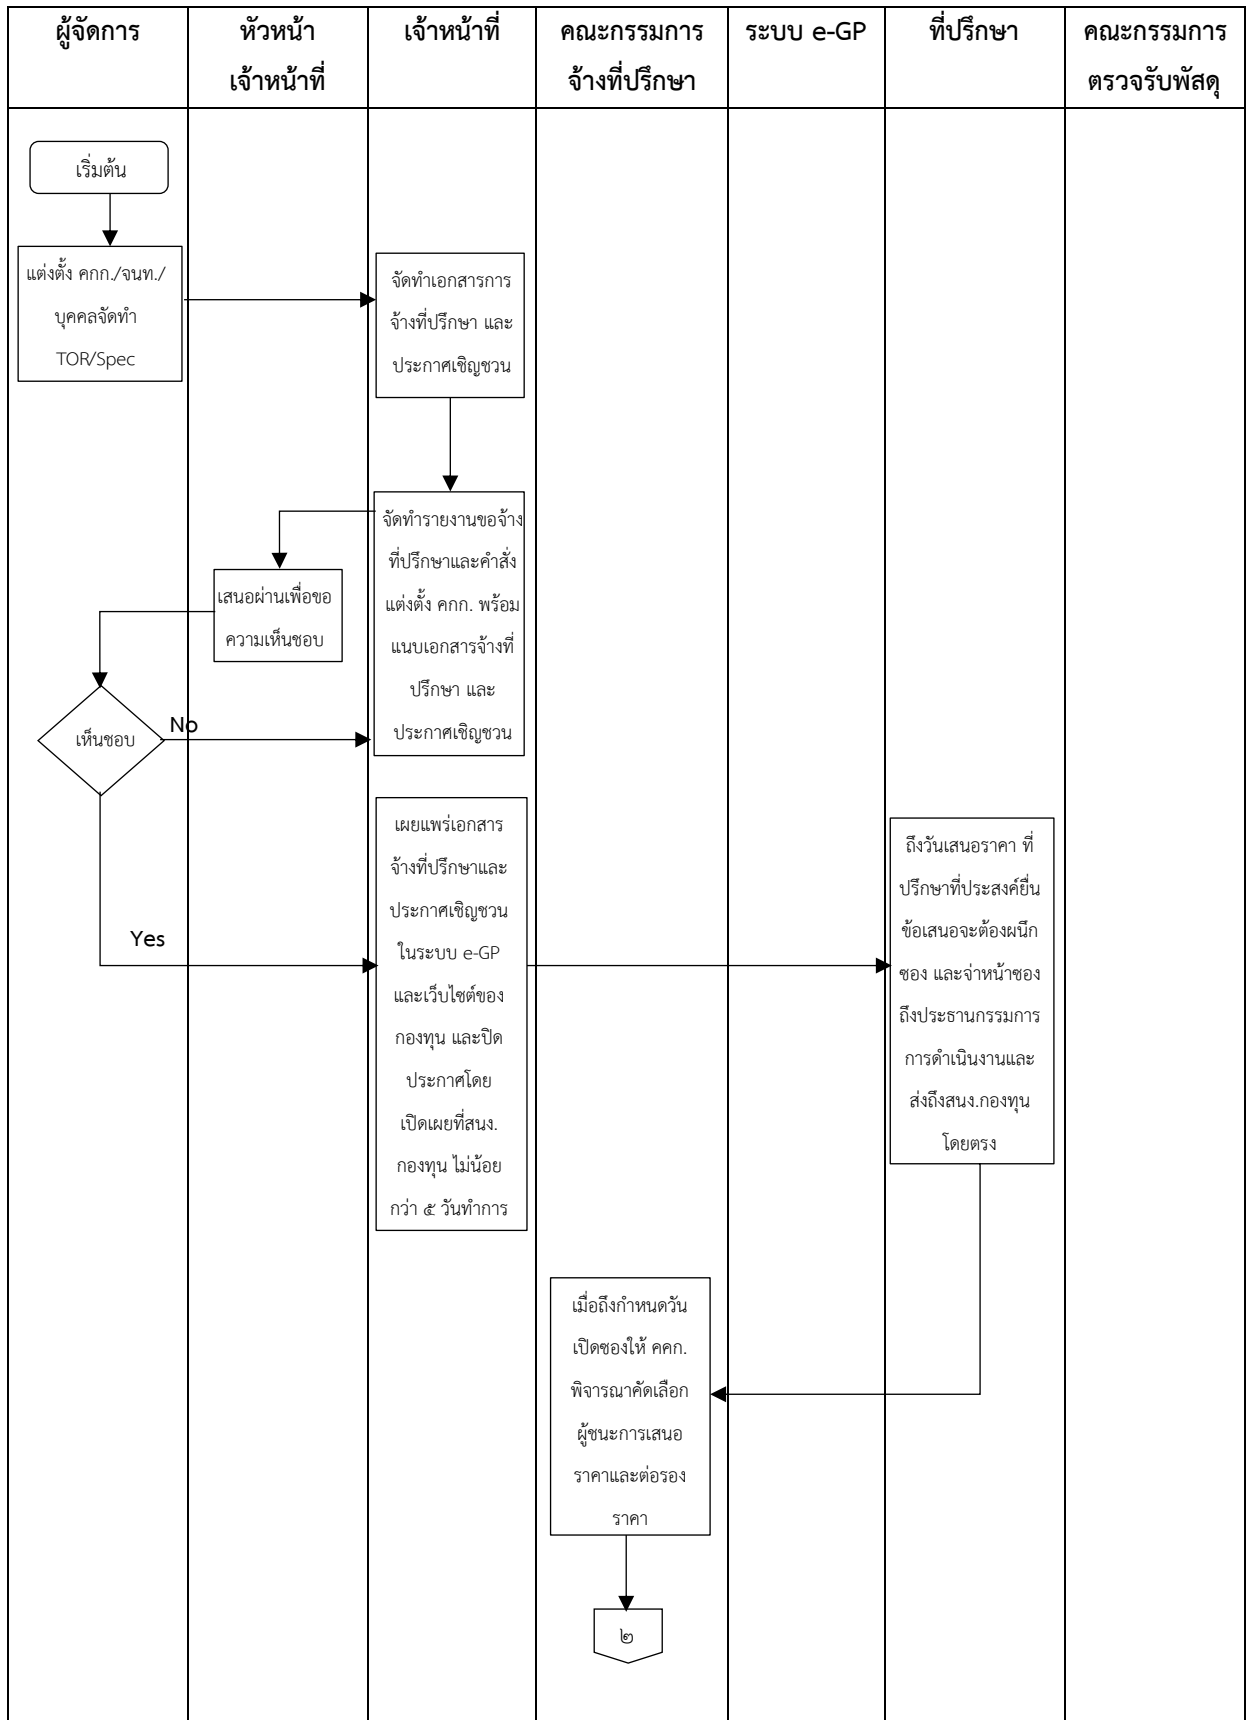 ผู้จัดการ
หัวหน้า
เจ้าหน้าที่
เจ้าหน้าที่
คณะกรรมการ
จ้างที่ปรึกษา
ระบบ e-GP
ที่ปรึกษา
คณะกรรมการ
ตรวจรับพัสดุ
เริ่มต้น
แต่งตั้ง คกก./จนท./
บุคคลจัดทำ
TOR/Spec
จัดทำเอกสารการ
จ้างที่ปรึกษา และ
ประกาศเชิญชวน
จัดทำรายงานขอจ้าง
ที่ปรึกษาและคำสั่ง
แต่งตั้ง คกก. พร้อม
แนบเอกสารจ้างที่
ปรึกษา และ
ประกาศเชิญชวน
เสนอผ่านเพื่อขอ
ความเห็นชอบ
เห็นชอบ
No
Yes
เผยแพร่เอกสาร
จ้างที่ปรึกษาและ
ประกาศเชิญชวน
ในระบบ e-GP
และเว็บไซต์ของ
กองทุน และปิด
ประกาศโดย
เปิดเผยที่สนง.
กองทุน ไม่น้อย
กว่า ๕ วันทำการ
ถึงวันเสนอราคา ที่
ปรึกษาที่ประสงค์ยื่น
ข้อเสนอจะต้องผนึก
ซอง และจ่าหน้าซอง
ถึงประธานกรรมการ
การดำเนินงานและ
ส่งถึงสนง.กองทุน
โดยตรง
เมื่อถึงกำหนดวัน
เปิดซองให้ คคก.
พิจารณาคัดเลือก
ผู้ชนะการเสนอ
ราคาและต่อรอง
ราคา
๒